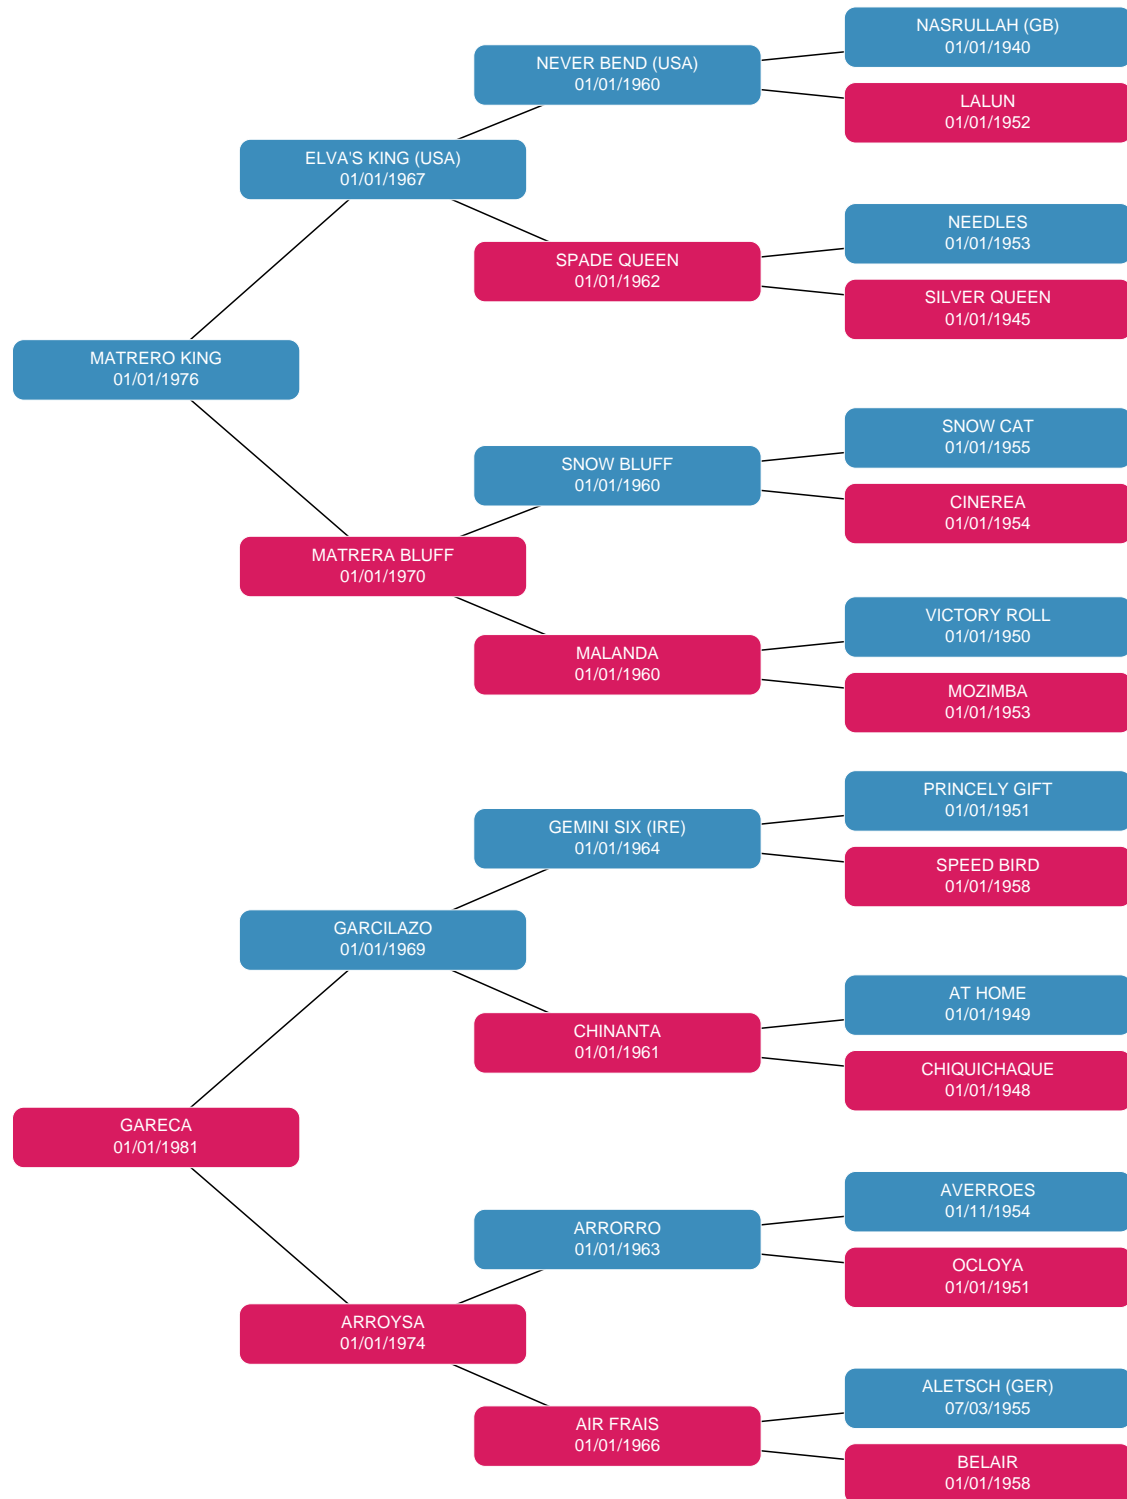 NASRULLAH (GB)
01/01/1940
NEVER BEND (USA)
01/01/1960
LALUN
01/01/1952
ELVA'S KING (USA)
01/01/1967
NEEDLES
01/01/1953
SPADE QUEEN
01/01/1962
SILVER QUEEN
01/01/1945
MATRERO KING
01/01/1976
SNOW CAT
01/01/1955
SNOW BLUFF
01/01/1960
CINEREA
01/01/1954
MATRERA BLUFF
01/01/1970
VICTORY ROLL
01/01/1950
MALANDA
01/01/1960
MOZIMBA
01/01/1953
PRINCELY GIFT
01/01/1951
GEMINI SIX (IRE)
01/01/1964
SPEED BIRD
01/01/1958
GARCILAZO
01/01/1969
AT HOME
01/01/1949
CHINANTA
01/01/1961
CHIQUICHAQUE
01/01/1948
GARECA
01/01/1981
AVERROES
01/11/1954
ARRORRO
01/01/1963
OCLOYA
01/01/1951
ARROYSA
01/01/1974
ALETSCH (GER)
07/03/1955
AIR FRAIS
01/01/1966
BELAIR
01/01/1958